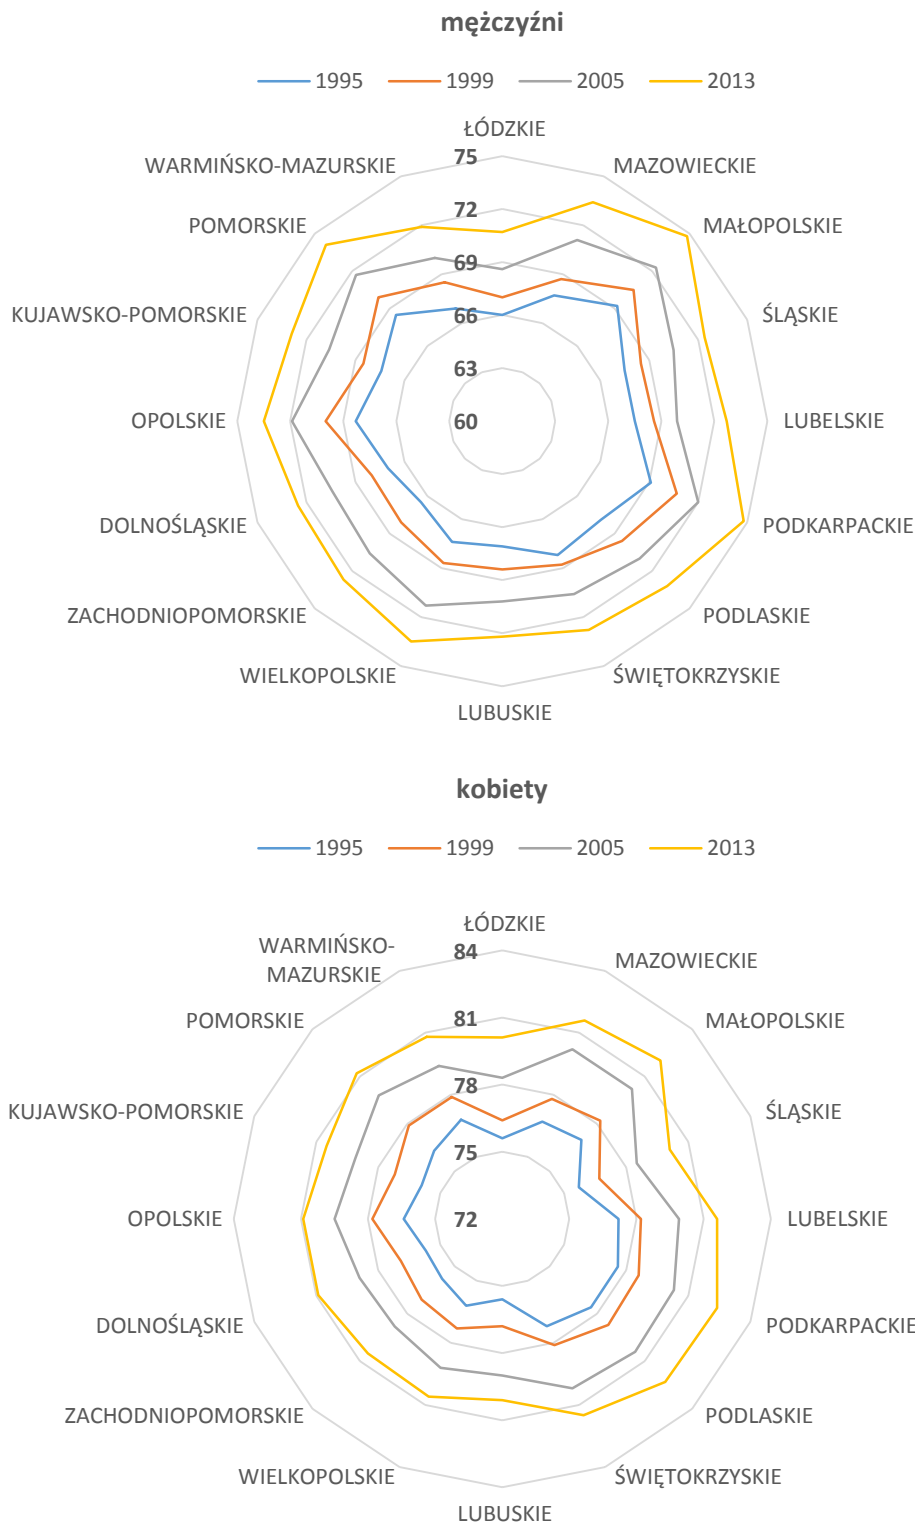 mężczyźni
1995 1999 2005 2013
ŁÓDZKIE
75
WARMIŃSKO-MAZURSKIE
MAZOWIECKIE
72
POMORSKIE
MAŁOPOLSKIE
69
KUJAWSKO-POMORSKIE
ŚLĄSKIE
66
63
OPOLSKIE
60
LUBELSKIE
DOLNOŚLĄSKIE
PODKARPACKIE
ZACHODNIOPOMORSKIE
PODLASKIE
WIELKOPOLSKIE
ŚWIĘTOKRZYSKIE
LUBUSKIE
kobiety
1995 1999 2005 2013
ŁÓDZKIE
WARMIŃSKO-
MAZURSKIE
84
MAZOWIECKIE
POMORSKIE
81
MAŁOPOLSKIE
KUJAWSKO-POMORSKIE
78
ŚLĄSKIE
75
OPOLSKIE
72
LUBELSKIE
DOLNOŚLĄSKIE
PODKARPACKIE
ZACHODNIOPOMORSKIE
PODLASKIE
WIELKOPOLSKIE
ŚWIĘTOKRZYSKIE
LUBUSKIE